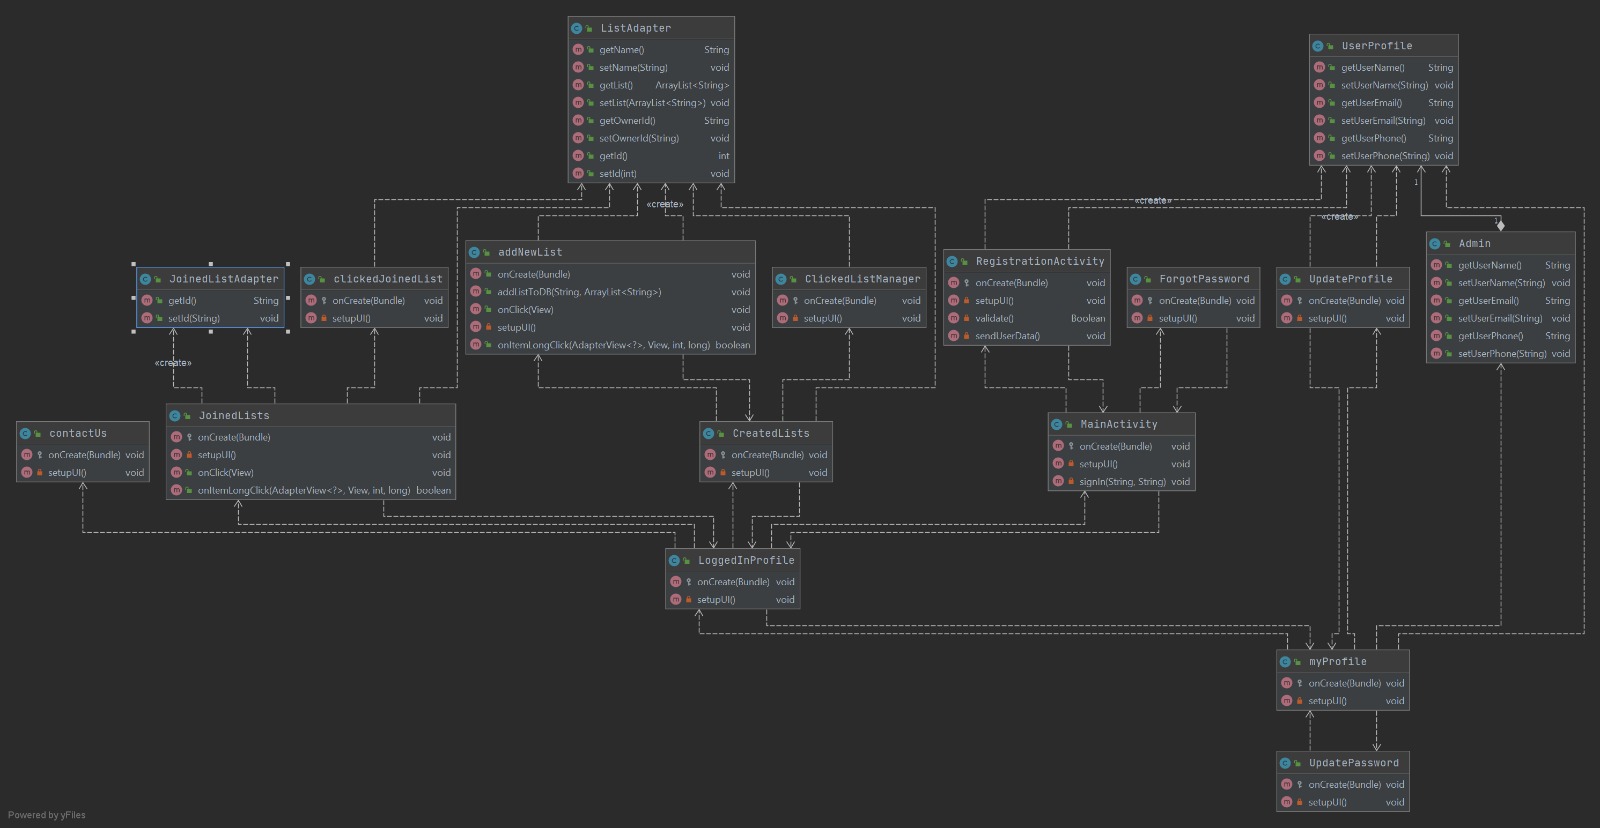 ListAdapter
getName() String
setName(String) void
getList() ArrayList<String>
setList(ArrayList<String>) void
getOwnerId() String
setOwnerId(String) void
getId() int
setId(int) void
UserProfile
getUserName() String
setUserName(String) void
getUserEmail() String
setUserEmail(String) void
getUserPhone() String
setUserPhone(String) void
1
«create»
«create»
«create»
1
addNewList
onCreate(Bundle) void
addListToDB(String, ArrayList<String>) void
onClick(View) void
setupUI() void
onItemLongClick(AdapterView<?>, View, int, long) boolean
JoinedListAdapter
getId() String
setId(String) void
clickedJoinedList
onCreate(Bundle) void
setupUI() void
ClickedListManager
onCreate(Bundle) void
setupUI() void
RegistrationActivity
onCreate(Bundle) void
setupUI() void
validate() Boolean
sendUserData() void
ForgotPassword
onCreate(Bundle) void
setupUI() void
UpdateProfile
onCreate(Bundle) void
setupUI() void
Admin
getUserName() String
setUserName(String) void
getUserEmail() String
setUserEmail(String) void
getUserPhone() String
setUserPhone(String) void
«create»
contactUs
onCreate(Bundle) void
setupUI() void
JoinedLists
onCreate(Bundle) void
setupUI() void
onClick(View) void
onItemLongClick(AdapterView<?>, View, int, long) boolean
CreatedLists
onCreate(Bundle) void
setupUI() void
MainActivity
onCreate(Bundle) void
setupUI() void
signIn(String, String) void
LoggedInProfile
onCreate(Bundle) void
setupUI() void
myProfile
onCreate(Bundle) void
setupUI() void
UpdatePassword
onCreate(Bundle) void
setupUI() void
Powered by yFiles